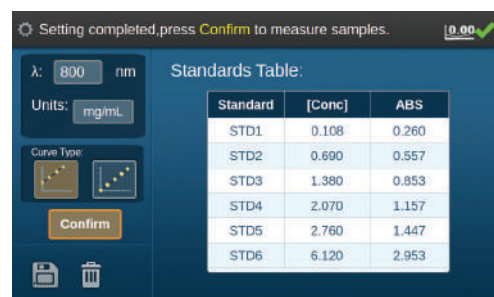 Setting completed,press Confirm to measure samples.
0.00
λ: 800 nm
Units: mg/mL
Curve Type:
Confirm
Standards Table:
Standard [Conc] ABS
STD1 0.108 0.260
STD2 0.690 0.557
STD3 1.380 0.853
STD4 2.070 1.157
STD5 2.760 1.447
STD6 6.120 2.953